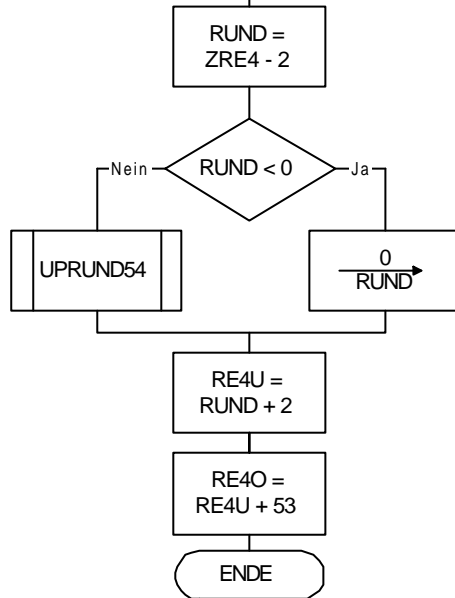 RUND =
ZRE4 - 2
Nein
RUND < 0
Ja
UPRUND54
0
RUND
RE4U =
RUND + 2
RE4O =
RE4U + 53
ENDE